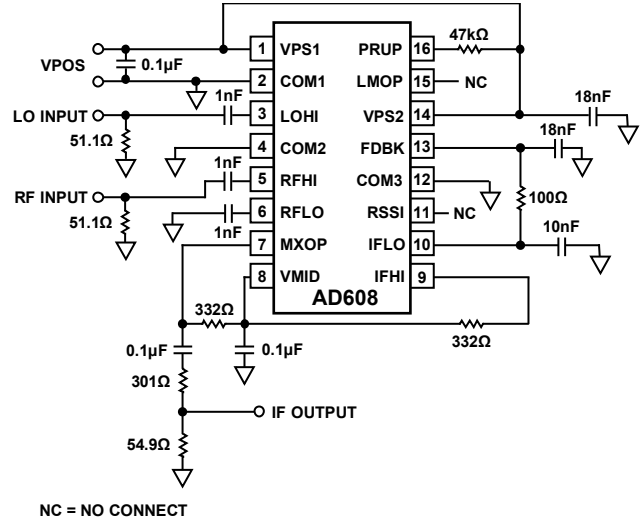 47kΩ
1 VPS1 PRUP 16
VPOS 0.1µF
2 COM1 LMOP 15 NC
1nF 18nF
LO INPUT 3 LOHI VPS2 14
51.1Ω 18nF
4 COM2 FDBK 13
1nF
RF INPUT 5 RFHI COM3 12
100Ω
51.1Ω 6 RFLO RSSI 11 NC
1nF 10nF
7 MXOP IFLO 10
8 VMID IFHI 9
AD608
332Ω
332Ω
0.1µF 0.1µF
301Ω
IF OUTPUT
54.9Ω
NC = NO CONNECT